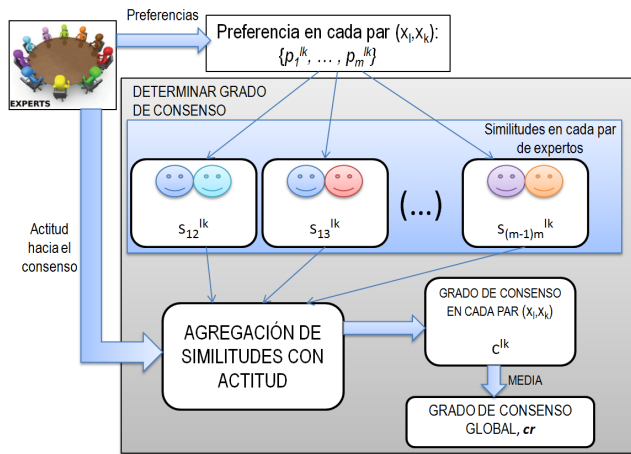 Preferencias
EXPERTS
Preferencia en cada par (xl,xk):
{p1lk, … , pmlk}
DETERMINAR GRADO
DE CONSENSO
Similitudes en cada par
de expertos
s12lk
s13lk
(...)
s(m-1)mlk
Actitud
hacia el
consenso
AGREGACIÓN DE
SIMILITUDES CON
ACTITUD
GRADO DE CONSENSO
EN CADA PAR (xl,xk)
clk
MEDIA
GRADO DE CONSENSO
GLOBAL, cr